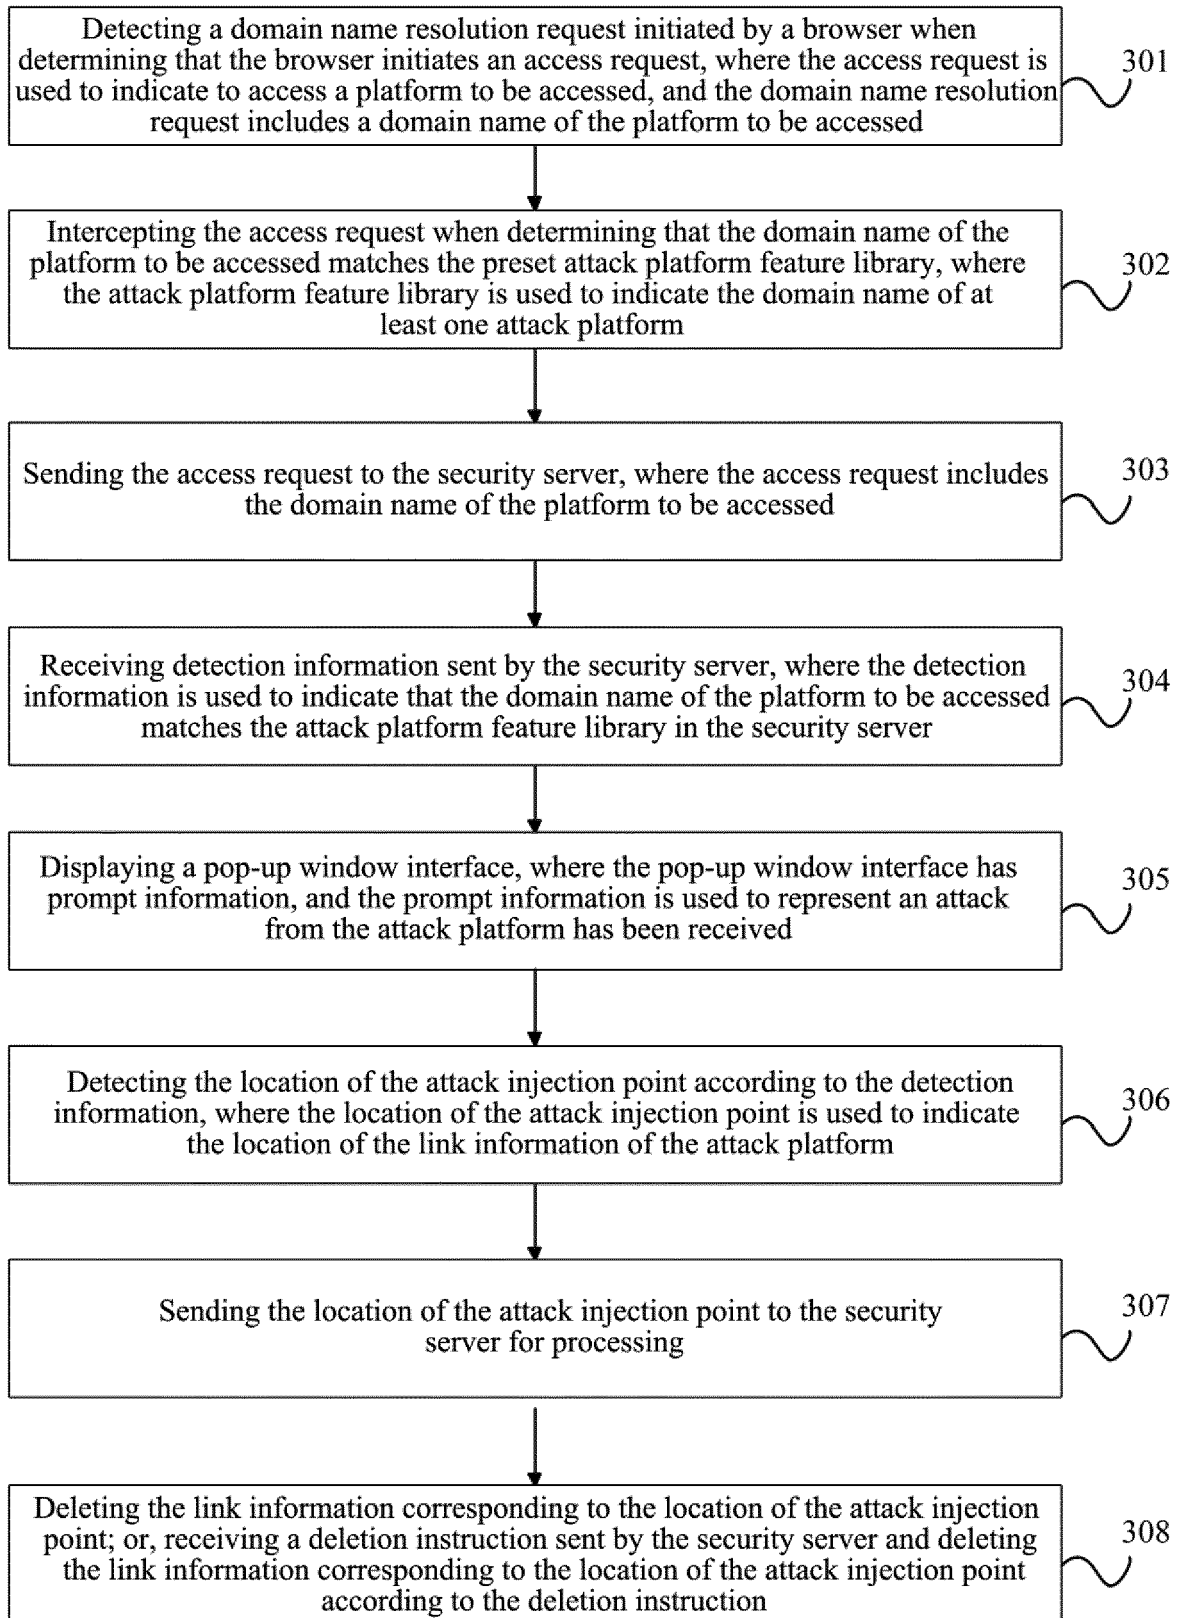 Detecting a domain name resolution request initiated by a browser when
determining that the browser initiates an access request, where the access request is
used to indicate to access a platform to be accessed, and the domain name resolution
request includes a domain name of the platform to be accessed
301
Intercepting the access request when determining that the domain name of the
platform to be accessed matches the preset attack platform feature library, where
the attack platform feature library is used to indicate the domain name of at
least one attack platform
302
Sending the access request to the security server, where the access request includes
the domain name of the platform to be accessed
303
Receiving detection information sent by the security server, where the detection
information is used to indicate that the domain name of the platform to be accessed
matches the attack platform feature library in the security server
304
Displaying a pop-up window interface, where the pop-up window interface has
prompt information, and the prompt information is used to represent an attack
from the attack platform has been received
305
Detecting the location of the attack injection point according to the detection
information, where the location of the attack injection point is used to indicate
the location of the link information of the attack platform
306
Sending the location of the attack injection point to the security
server for processing
307
Deleting the link information corresponding to the location of the attack injection
point; or, receiving a deletion instruction sent by the security server and deleting
the link information corresponding to the location of the attack injection point
according to the deletion instruction
308